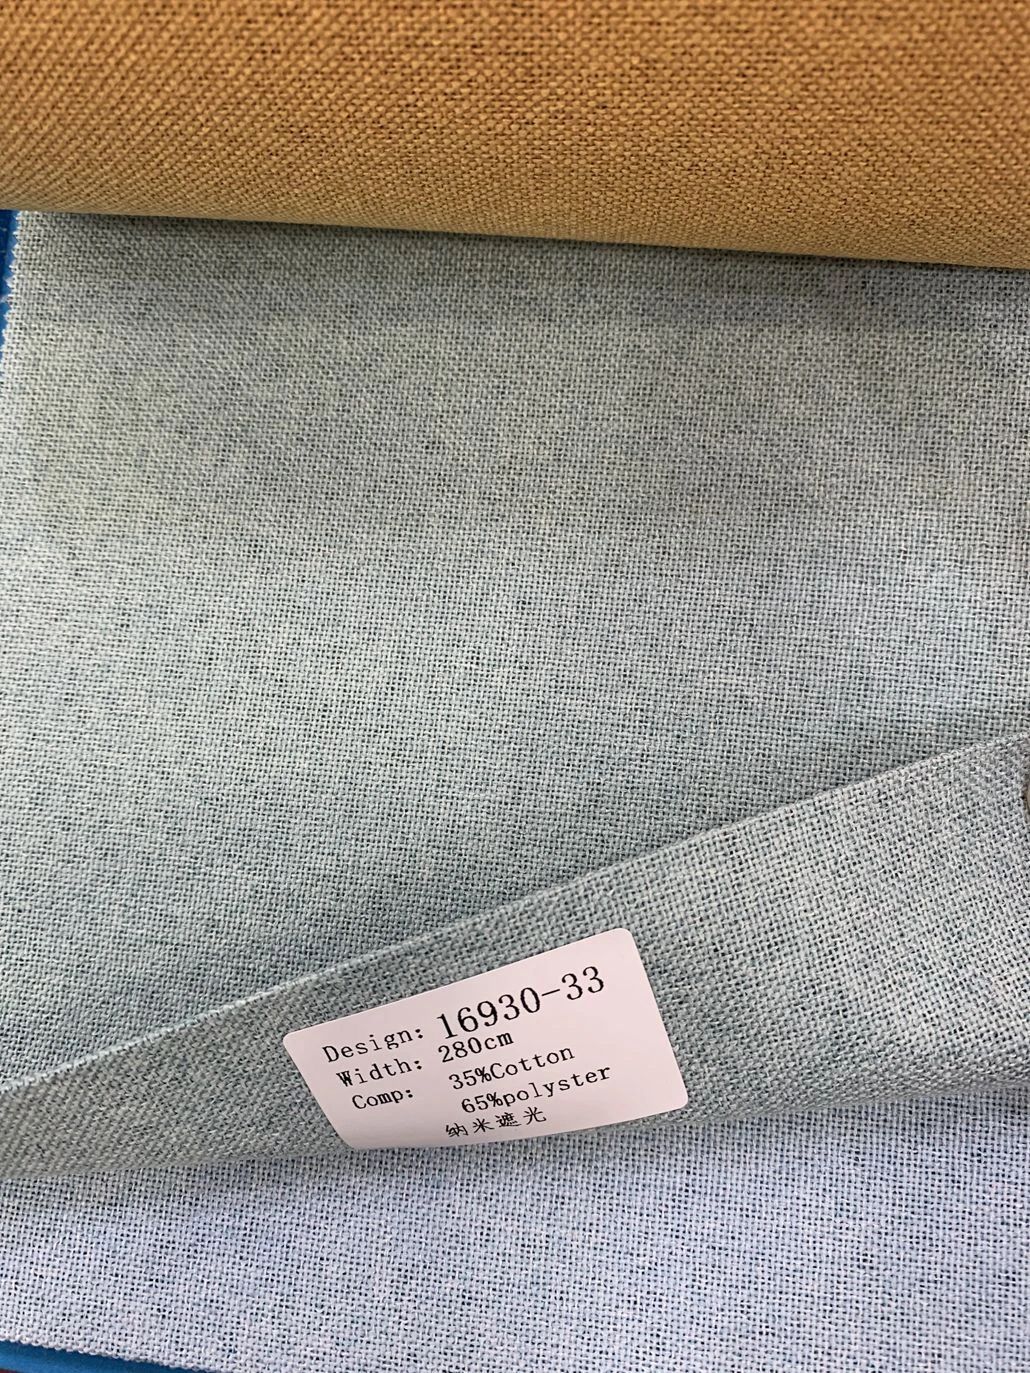 Design: 16930-33
Width: 280cm
Comp: 35%Cotton
65%polyster
纳米遮光